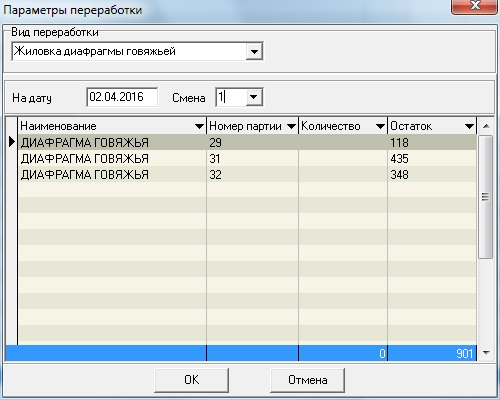 Параметры переработки
Вид переработки
Жиловка диафрагмы говяжьей
На дату 02.04.2016 Смена 1
Наименование Номер партии Количество Остаток
ДИАФРАГМА ГОВЯЖЬЯ 29 118
ДИАФРАГМА ГОВЯЖЬЯ 31 435
ДИАФРАГМА ГОВЯЖЬЯ 32 348
0 901
OK Отмена